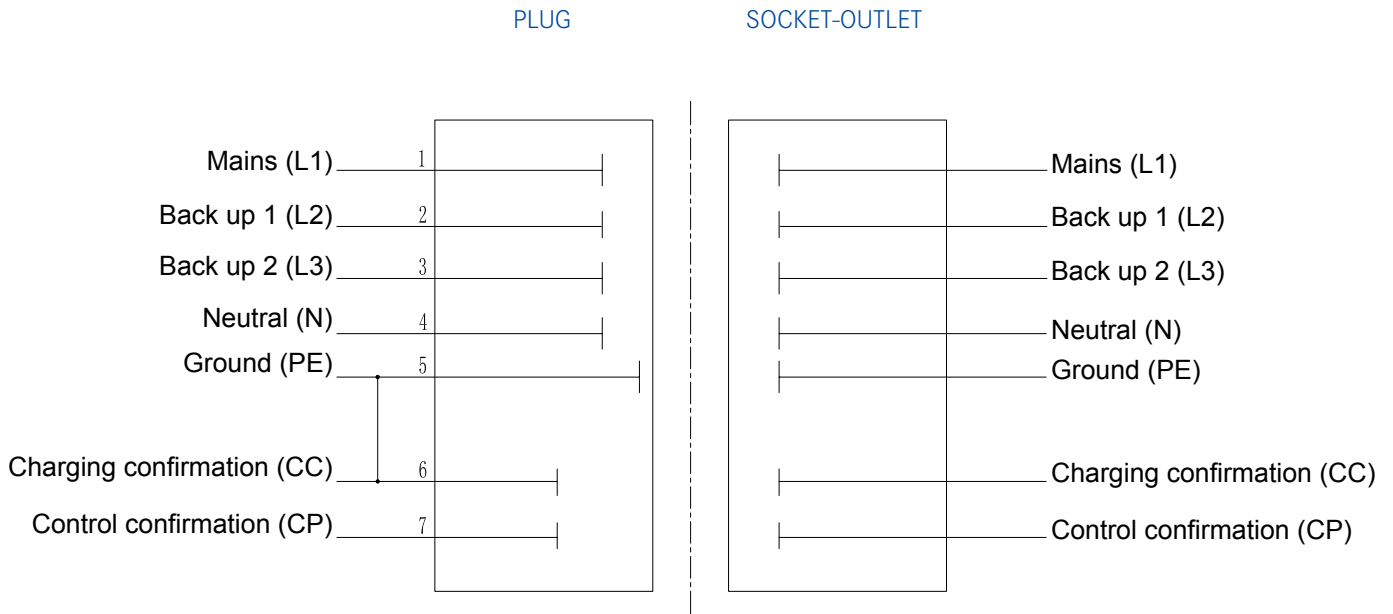 PLUG SOCKET-OUTLET
Mains (L1) 1 Mains (L1)
Back up 1 (L2) 2 Back up 1 (L2)
Back up 2 (L3) 3 Back up 2 (L3)
Neutral (N) 4 Neutral (N)
Ground (PE) 5 Ground (PE)
Charging confirmation (CC) 6 Charging confirmation (CC)
Control confirmation (CP) 7 Control confirmation (CP)